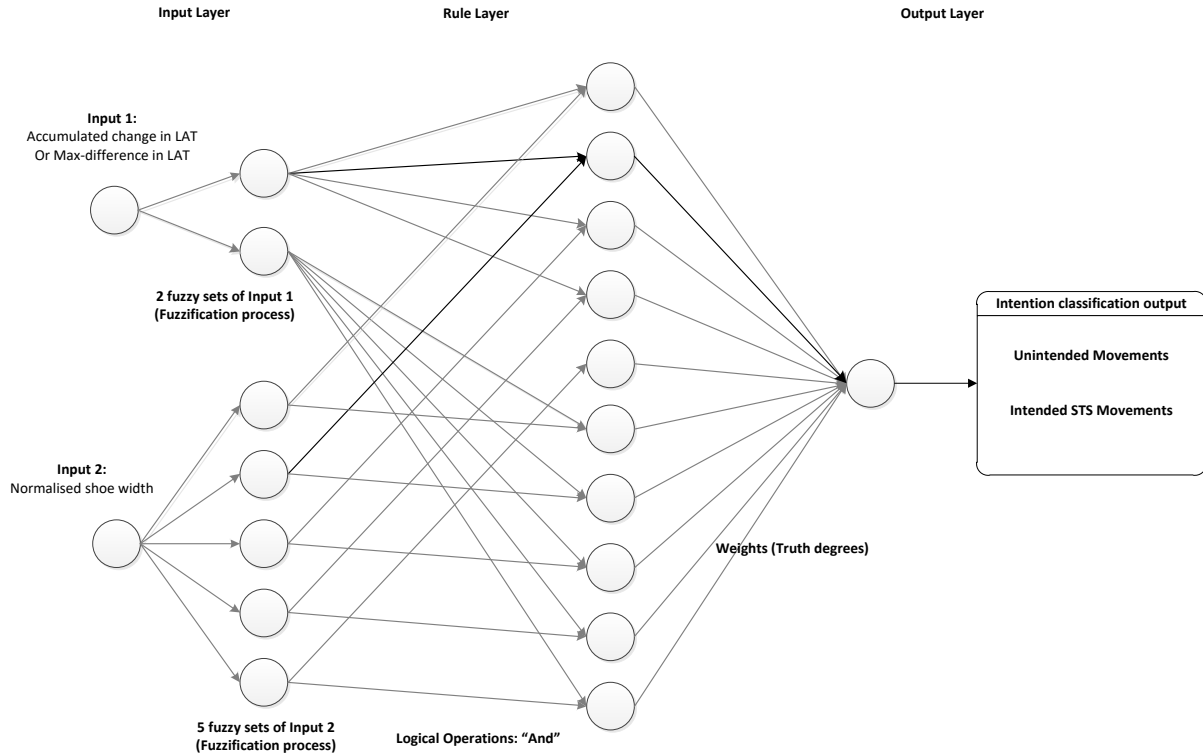 Input Layer
Rule Layer
Output Layer
Input 1:
Accumulated change in LAT
Or Max-difference in LAT
2 fuzzy sets of Input 1
(Fuzzification process)
Intention classification output
Unintended Movements
Intended STS Movements
Input 2:
Normalised shoe width
Weights (Truth degrees)
5 fuzzy sets of Input 2
(Fuzzification process)
Logical Operations: “And”